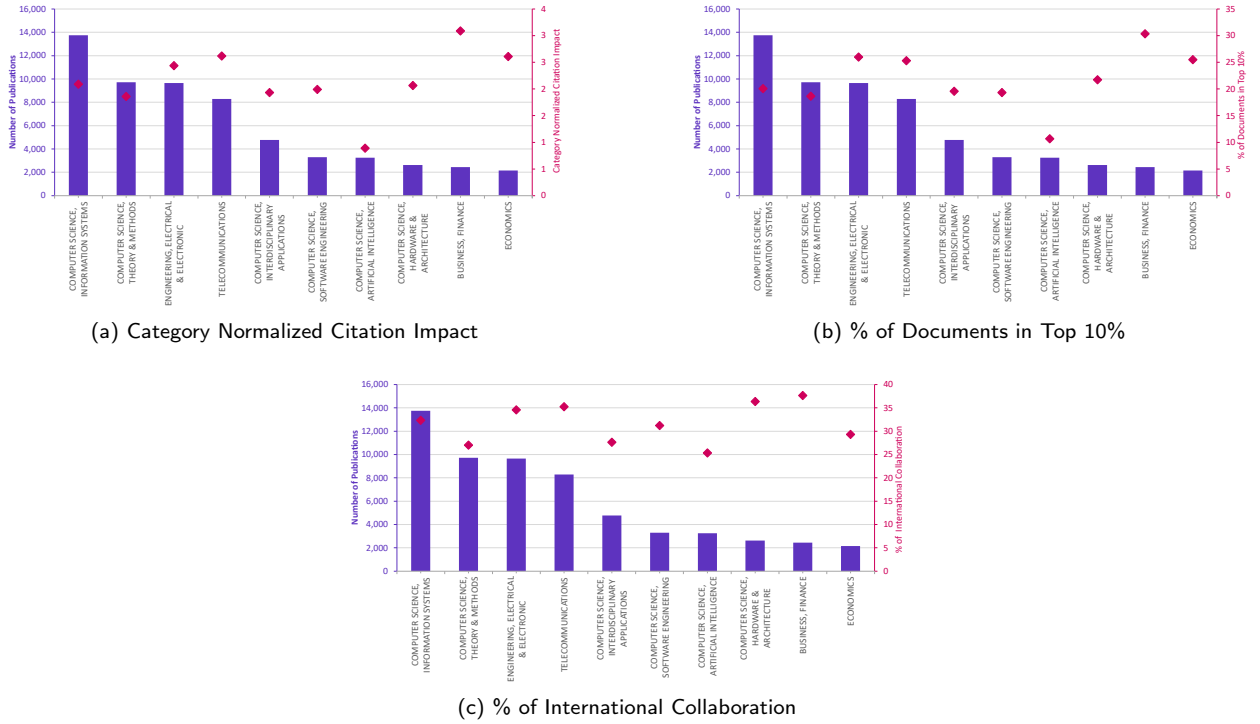 16,000
14,000
12,000
10,000
8,000
6,000
4,000
2,000
0
Number of Publications
4
3
3
2
2
1
1
0
Category Normalized Citation Impact
COMPUTER SCIENCE,
INFORMATION SYSTEMS
COMPUTER SCIENCE,
THEORY & METHODS
ENGINEERING, ELECTRICAL
& ELECTRONIC
TELECOMMUNICATIONS
COMPUTER SCIENCE,
INTERDISCIPLINARY
APPLICATIONS
COMPUTER SCIENCE,
SOFTWARE ENGINEERING
COMPUTER SCIENCE,
ARTIFICIAL INTELLIGENCE
COMPUTER SCIENCE,
HARDWARE &
ARCHITECTURE
BUSINESS, FINANCE
ECONOMICS
(a) Category Normalized Citation Impact
16,000
14,000
12,000
10,000
8,000
6,000
4,000
2,000
0
Number of Publications
35
30
25
20
15
10
5
0
% of Documents in Top 10%
COMPUTER SCIENCE,
INFORMATION SYSTEMS
COMPUTER SCIENCE,
THEORY & METHODS
ENGINEERING, ELECTRICAL
& ELECTRONIC
TELECOMMUNICATIONS
COMPUTER SCIENCE,
INTERDISCIPLINARY
APPLICATIONS
COMPUTER SCIENCE,
SOFTWARE ENGINEERING
COMPUTER SCIENCE,
ARTIFICIAL INTELLIGENCE
COMPUTER SCIENCE,
HARDWARE &
ARCHITECTURE
BUSINESS, FINANCE
ECONOMICS
(b) % of Documents in Top 10%
16,000
14,000
12,000
10,000
8,000
6,000
4,000
2,000
0
Number of Publications
40
35
30
25
20
15
10
5
0
% of International Collaboration
COMPUTER SCIENCE,
INFORMATION SYSTEMS
COMPUTER SCIENCE,
THEORY & METHODS
ENGINEERING, ELECTRICAL
& ELECTRONIC
TELECOMMUNICATIONS
COMPUTER SCIENCE,
INTERDISCIPLINARY
APPLICATIONS
COMPUTER SCIENCE,
SOFTWARE ENGINEERING
COMPUTER SCIENCE,
ARTIFICIAL INTELLIGENCE
COMPUTER SCIENCE,
HARDWARE &
ARCHITECTURE
BUSINESS, FINANCE
ECONOMICS
(c) % of International Collaboration